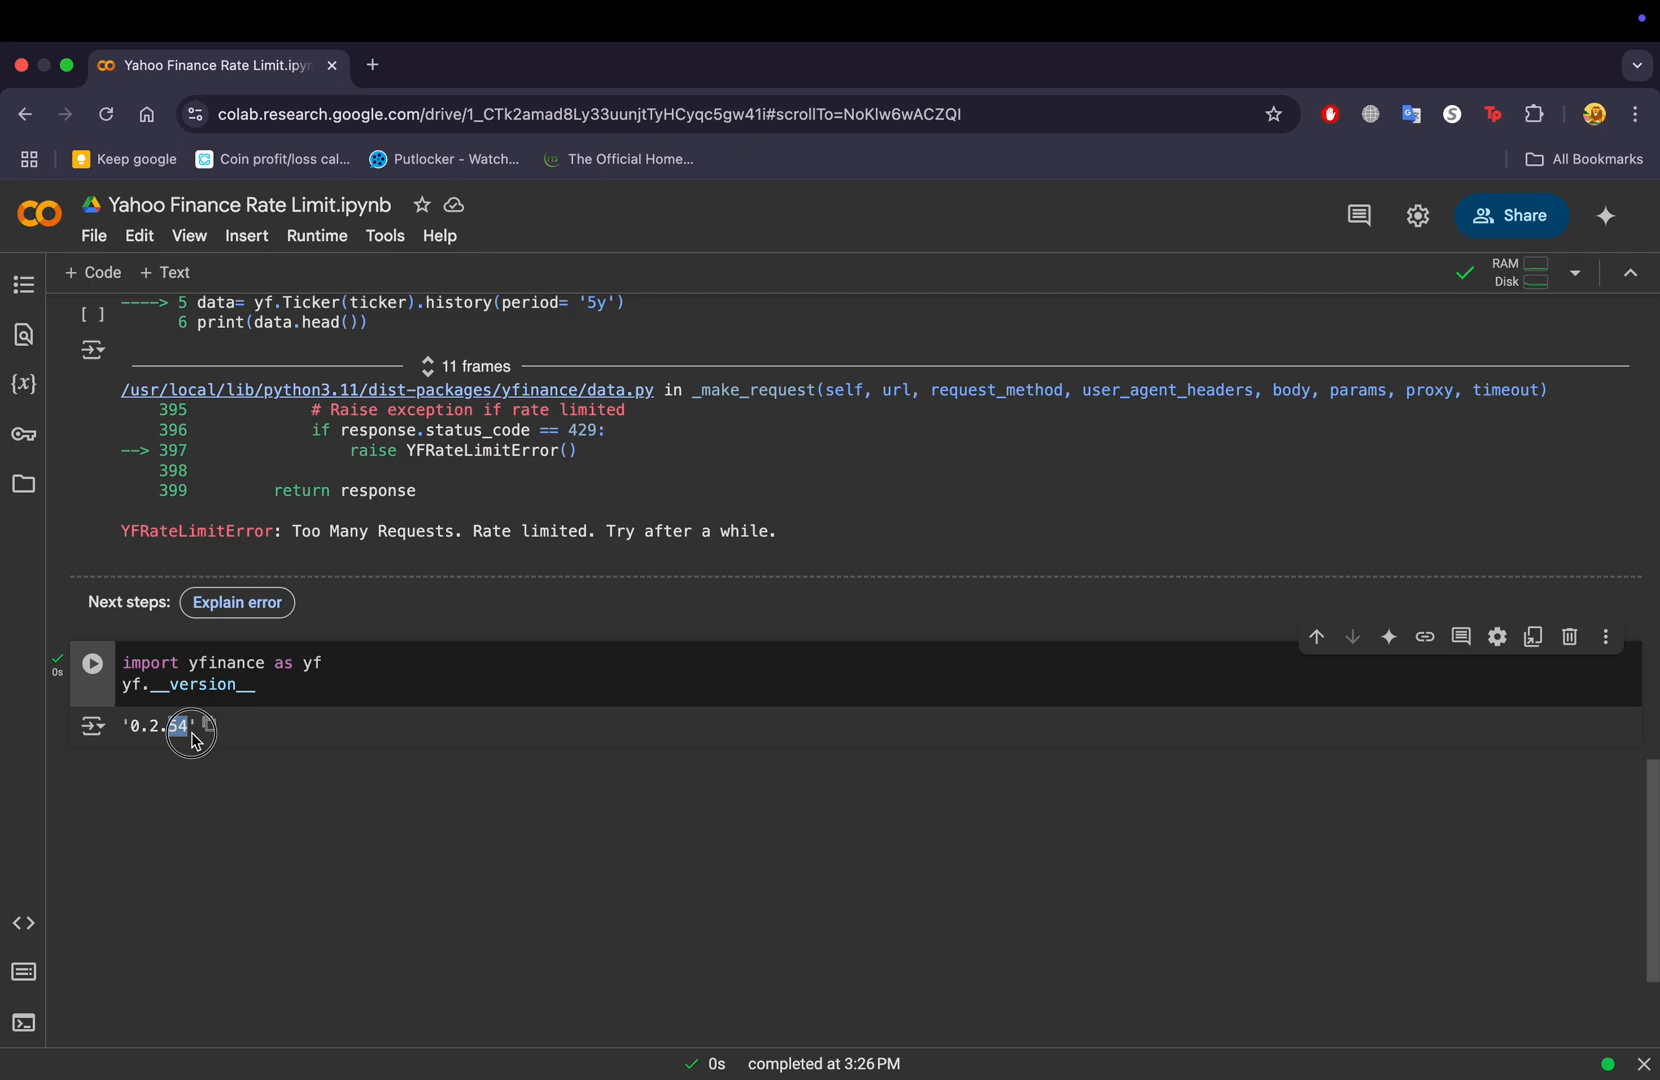 Yahoo Finance Rate Limit.ipyn
colab.research.google.com/drive/1_CTk2amad8Ly33uunjtTyHCyqc5gw41i#scrollTo=NoKlw6wACZQI
Keep google
Coin profit/loss cal...
Putlocker - Watch...
The Official Home...
All Bookmarks
Yahoo Finance Rate Limit.ipynb
Share
File Edit View Insert Runtime Tools Help
+ Code + Text
RAM
Disk
----> 5 data= yf.Ticker(ticker).history(period= '5y')
[ ]
6 print(data.head())
11 frames
/usr/local/lib/python3.11/dist-packages/yfinance/data.py in _make_request(self, url, request_method, user_agent_headers, body, params, proxy, timeout)
395 # Raise exception if rate limited
396 if response.status_code == 429:
--> 397 raise YFRateLimitError()
398
399 return response
YFRateLimitError: Too Many Requests. Rate limited. Try after a while.
Next steps: Explain error
0s
import yfinance as yf
yf.__version__
'0.2.54'
0s completed at 3:26 PM